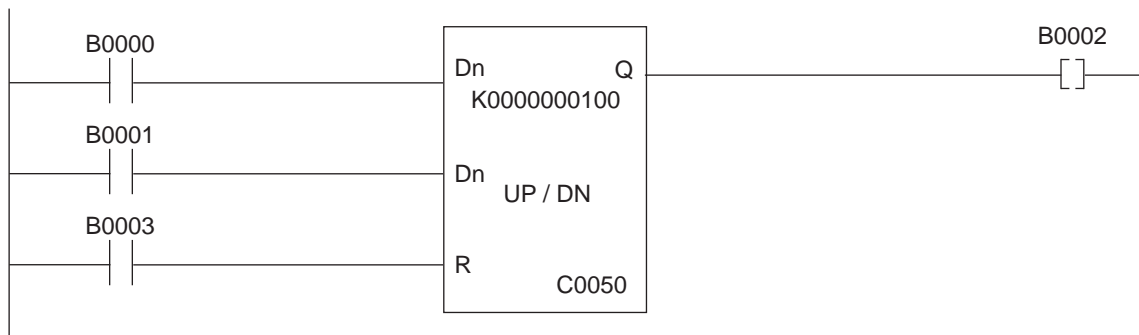 B0000
B0002
Dn Q
K0000000100
B0001
Dn
UP / DN
B0003
R
C0050